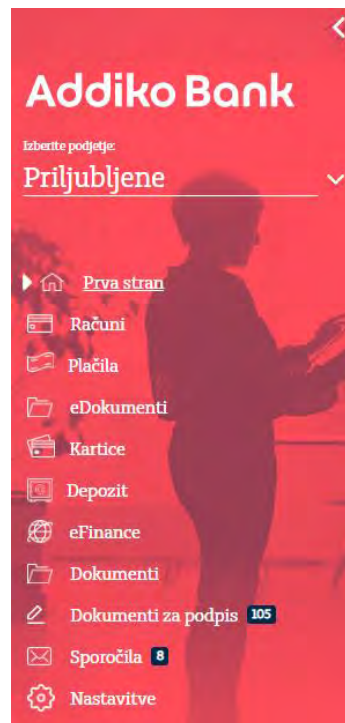 Addiko Bank
Izberite podjetje:
Priljubljene
Prva stran
Računi
Plačila
eDokumenti
Kartice
Depozit
eFinance
Dokumenti
Dokumenti za podpis 105
Sporočila 8
Nastavitve